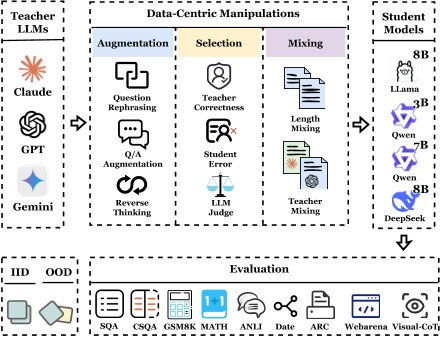 Teacher
LLMs
Claude
GPT
Gemini
Data-Centric Manipulations
Augmentation
Question
Rephrasing
Q/A
Augmentation
Reverse
Thinking
Selection
Teacher
Correctness
Student
Error
LLM
Judge
Mixing
Length
Mixing
Teacher
Mixing
Student
Models
8B
LLama
3B
Qwen
7B
Qwen
8B
DeepSeek
IID
OOD
Evaluation
SQA
CSQA
GSM8K
1+1
MATH
ANLI
Date
ARC
Webarena
Visual-CoT